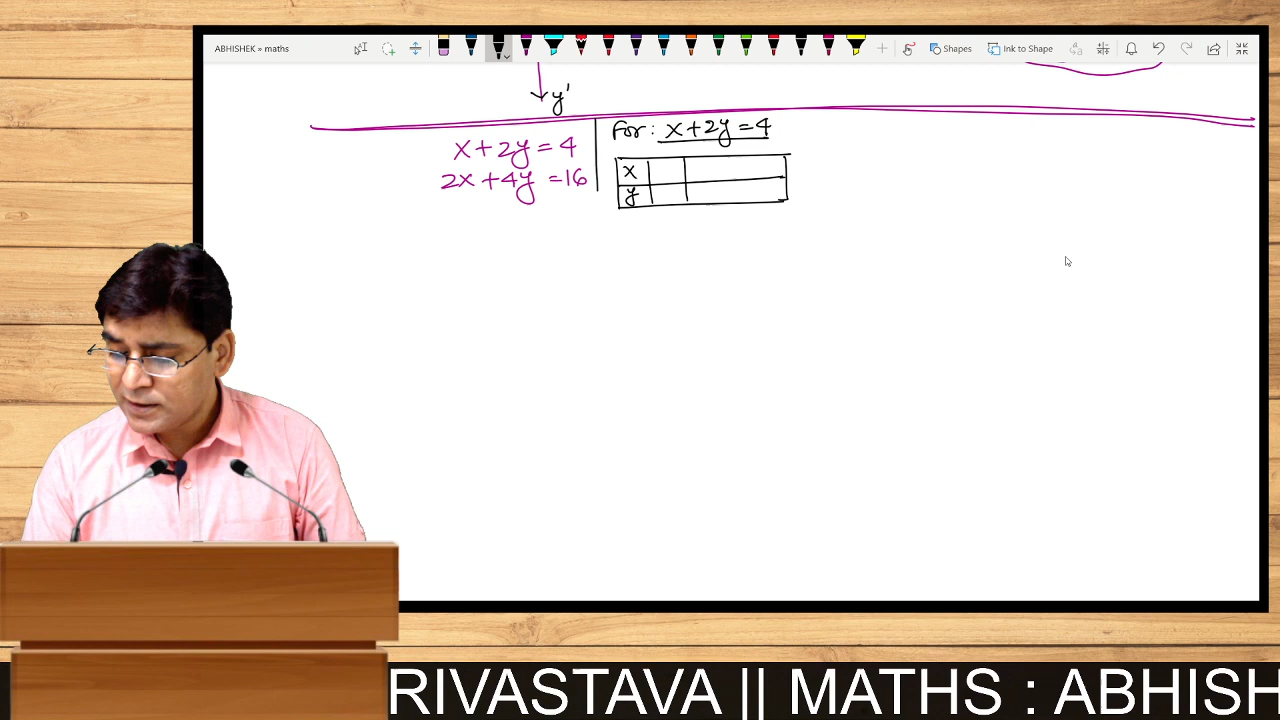 ABHISHEK » maths
Shapes
Ink to Shape
y'
x + 2y = 4
2x + 4y = 16
For : x + 2y = 4
x
y
RIVASTAVA || MATHS : ABHISH